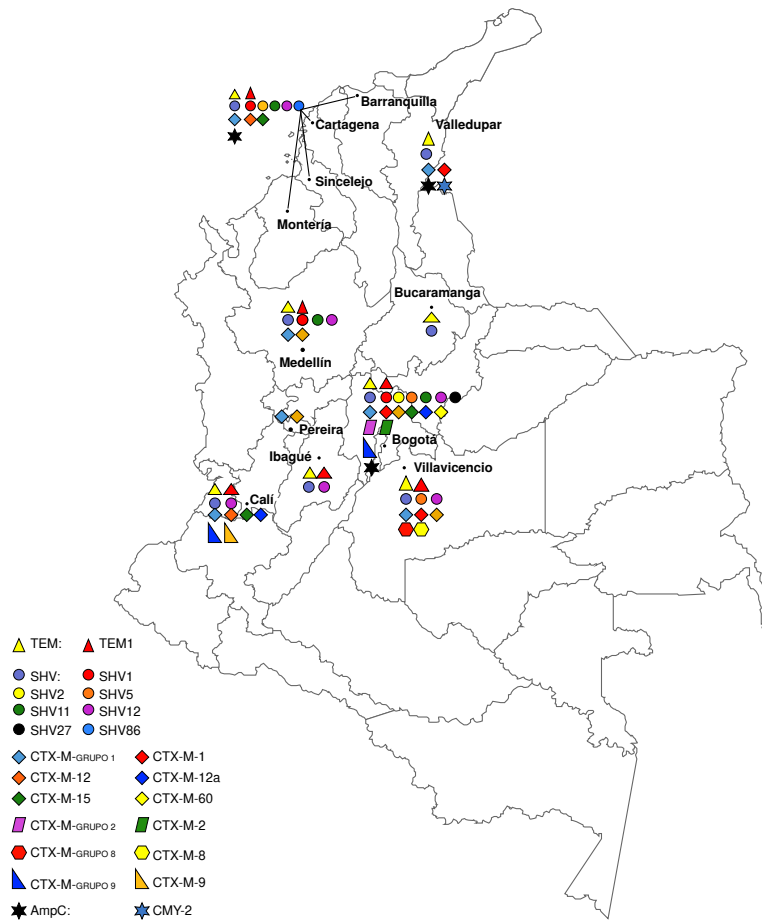 Barranquilla
Cartagena
Valledupar
Sincelejo
Montería
Bucaramanga
Medellín
Pereira
Bogotá
Ibagué
Villavicencio
Calí
TEM: TEM1
SHV: SHV1
SHV2 SHV5
SHV11 SHV12
SHV27 SHV86
CTX-M-GRUPO 1 CTX-M-1
CTX-M-12 CTX-M-12a
CTX-M-15 CTX-M-60
CTX-M-GRUPO 2 CTX-M-2
CTX-M-GRUPO 8 CTX-M-8
CTX-M-GRUPO 9 CTX-M-9
AmpC: CMY-2